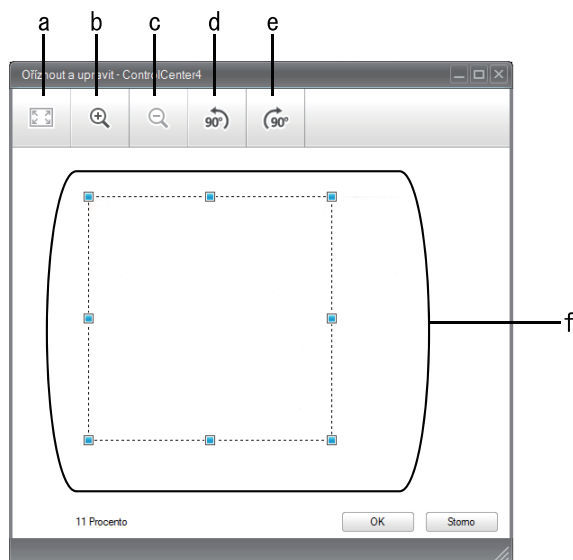 a b c d e
Oříznout a upravit - ControlCenter4
90° 90°
f
11 Procento
OK Storno